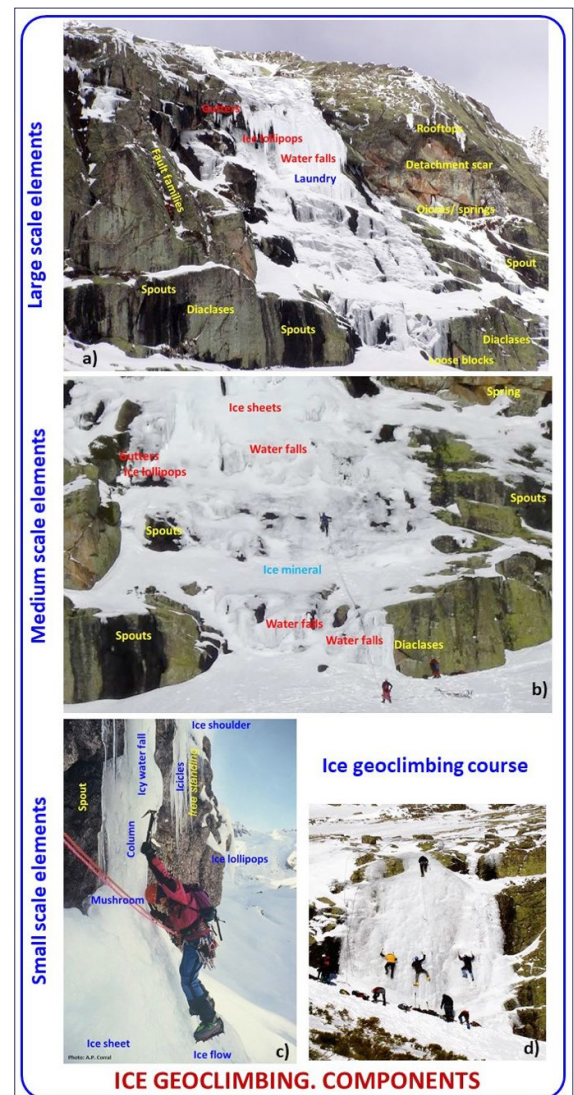 Large scale elements
Gutters
Ice lollipops
Water falls
Laundry
Fault families
Rooftops
Detachment scar
springs
Spout
Spouts
Diaclases
Spouts
Diaclases
Loose blocks
a)
Medium scale elements
Spring
Ice sheets
Water falls
Gutters
Ice lollipops
Spouts
Spouts
Ice mineral
Water falls
Water falls
Spouts
Diaclases
b)
Small scale elements
Ice shoulder
Spout
Icy water fall
Icicles
free standing
Column
Ice lollipops
Mushroom
Ice sheet
Ice flow
Photo: A.P. Corral
c)
Ice geoclimbing course
d)
ICE GEOCLIMBING. COMPONENTS